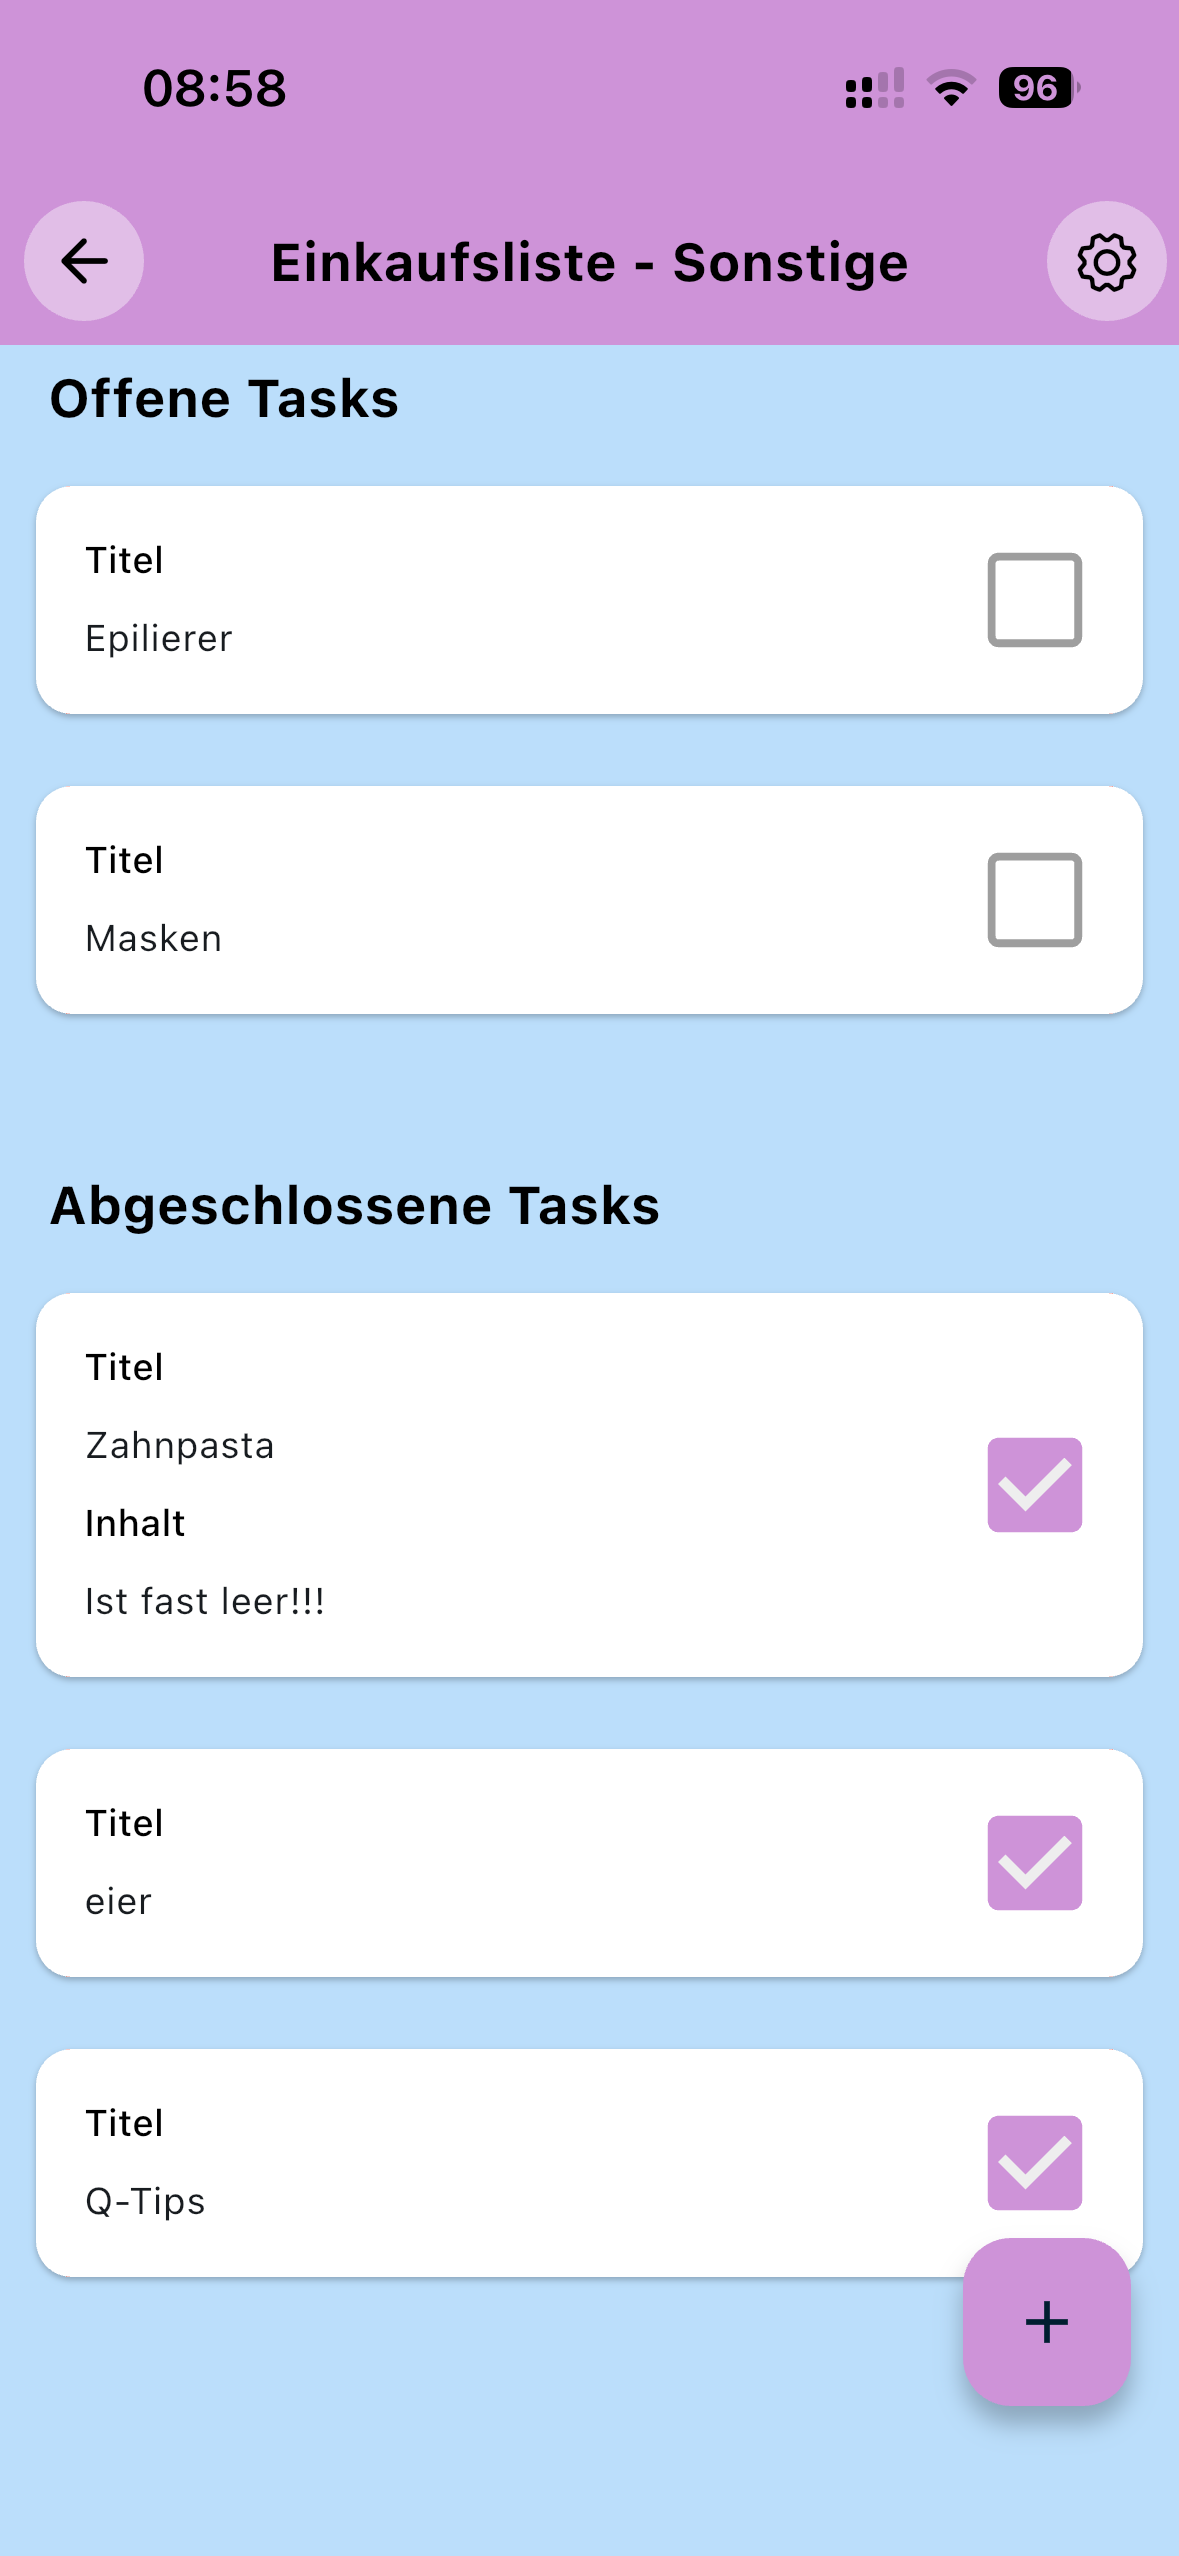 08:58
96
Einkaufsliste - Sonstige
Offene Tasks
Titel
Epilierer
Titel
Masken
Abgeschlossene Tasks
Titel
Zahnpasta
Inhalt
Ist fast leer!!!
Titel
eier
Titel
Q-Tips